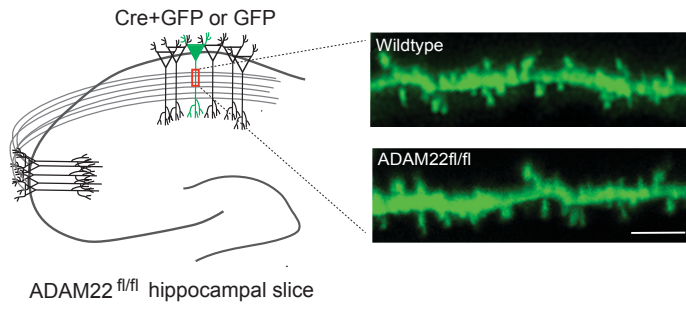 Cre+GFP or GFP
Wildtype
ADAM22fl/fl
ADAM22 fl/fl hippocampal slice